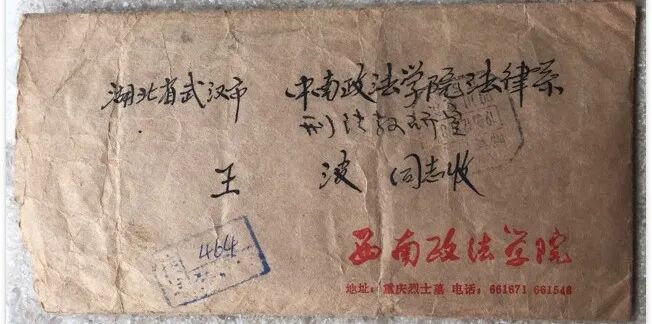 湖北省武汉市 中南政法学院法律系
刑法教研室
王 波 同志收
464
西南政法学院
地址：重庆烈士墓 电话：661671 661548